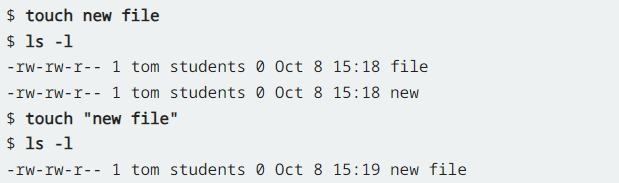 $ touch new file
$ ls -l
-rw-rw-r-- 1 tom students 0 Oct 8 15:18 file
-rw-rw-r-- 1 tom students 0 Oct 8 15:18 new
$ touch "new file"
$ ls -l
-rw-rw-r-- 1 tom students 0 Oct 8 15:19 new file